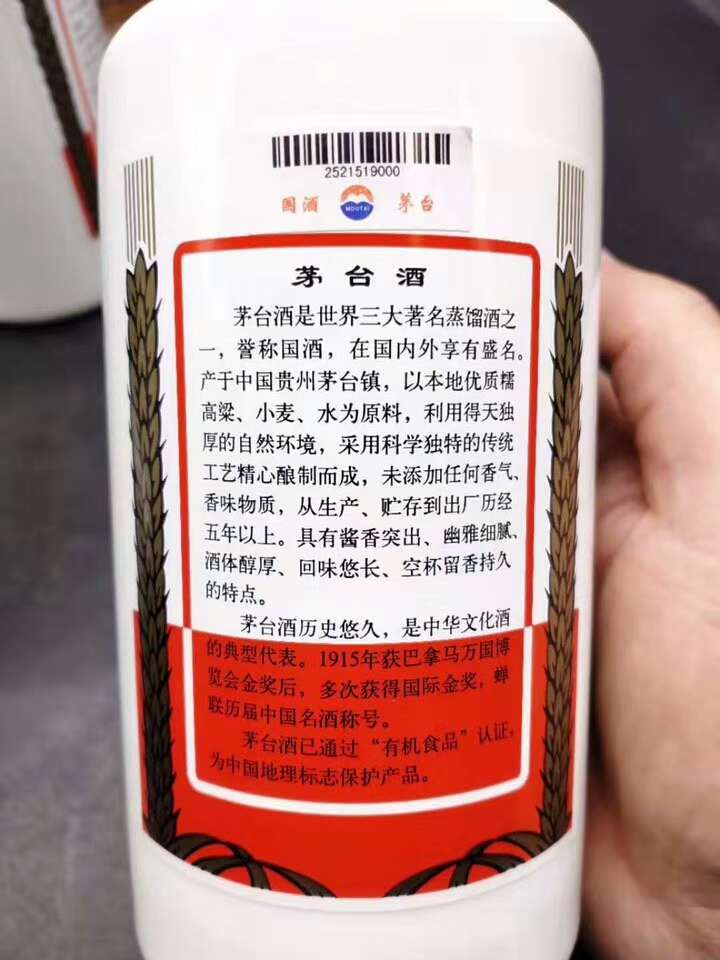 2521519000
国酒 MOUTAI 茅台
茅台酒
茅台酒是世界三大著名蒸馏酒之
一，誉称国酒，在国内外享有盛名。
产于中国贵州茅台镇，以本地优质糯
高粱、小麦、水为原料，利用得天独
厚的自然环境，采用科学独特的传统
工艺精心酿制而成，未添加任何香气、
香味物质，从生产、贮存到出厂历经
五年以上。具有酱香突出、幽雅细腻、
酒体醇厚、回味悠长、空杯留香持久
的特点。
茅台酒历史悠久，是中华文化酒
的典型代表。1915年获巴拿马万国博
览会金奖后，多次获得国际金奖，蝉
联历届中国名酒称号。
茅台酒已通过“有机食品”认证，
为中国地理标志保护产品。